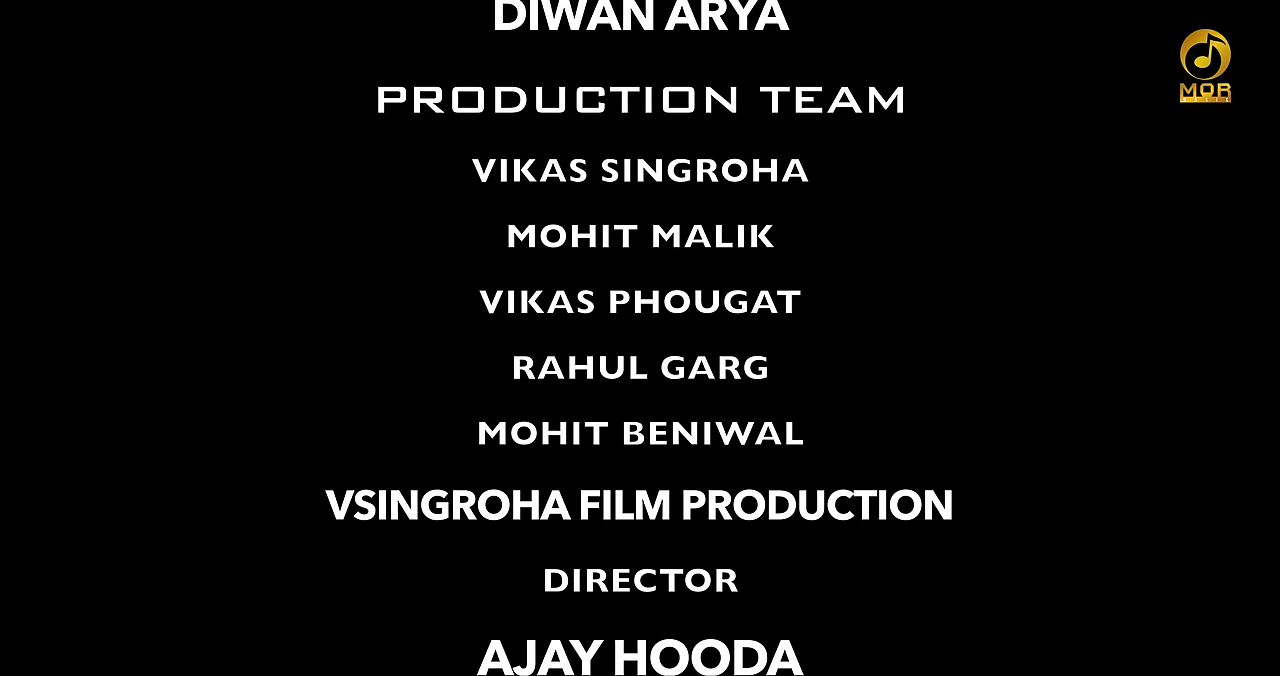 DIWAN ARYA
PRODUCTION TEAM
VIKAS SINGROHA
MOHIT MALIK
VIKAS PHOUGAT
RAHUL GARG
MOHIT BENIWAL
VSINGROHA FILM PRODUCTION
DIRECTOR
AJAY HOODA
MOR